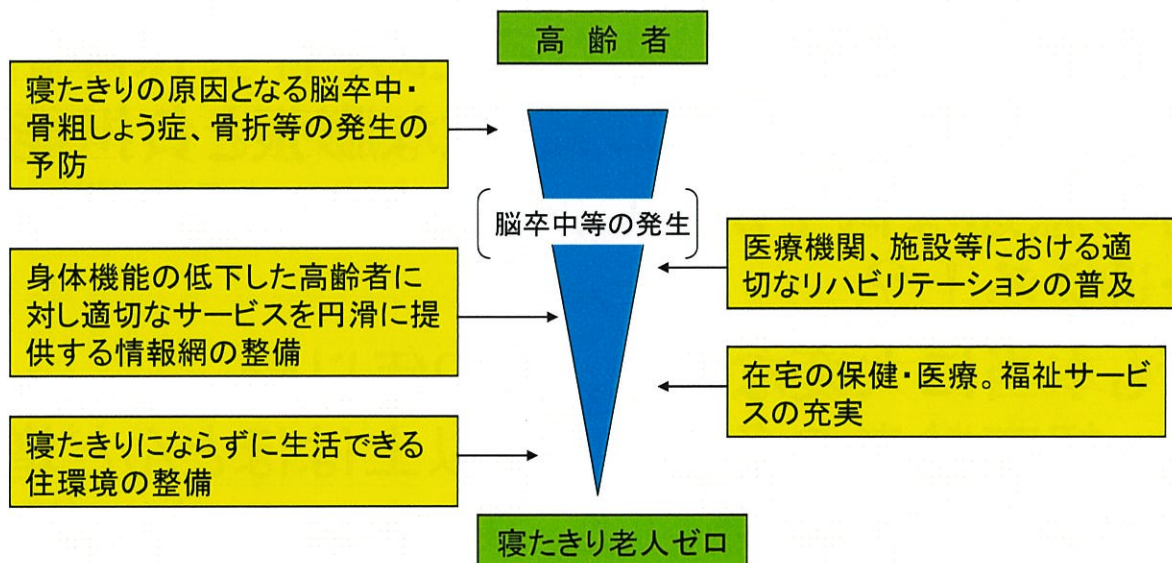 高齢者
寝たきりの原因となる脳卒中・
骨粗しょう症、骨折等の発生の
予防
脳卒中等の発生
医療機関、施設等における適
切なリハビリテーションの普及
身体機能の低下した高齢者に
対し適切なサービスを円滑に提
供する情報網の整備
在宅の保健・医療。福祉サービ
スの充実
寝たきりにならずに生活できる
住環境の整備
寝たきり老人ゼロ